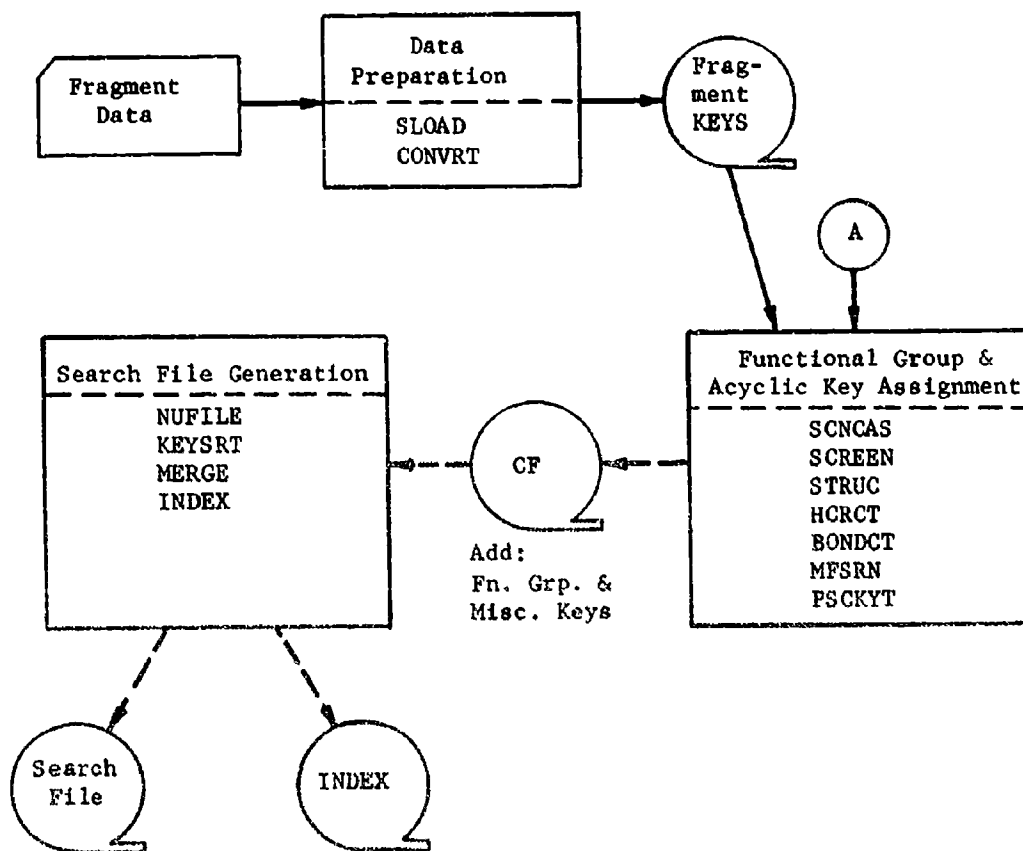 Fragment
Data
Data
Preparation
SLOAD
CONVRT
Frag-
ment
KEYS
A
Functional Group &
Acyclic Key Assignment
SCNCAS
SCREEN
STRUC
HCRCT
BONDCT
MFSRN
PSCKYT
CF
Add:
Fn. Grp. &
Misc. Keys
Search File Generation
NUFILE
KEYSRT
MERGE
INDEX
Search
File
INDEX